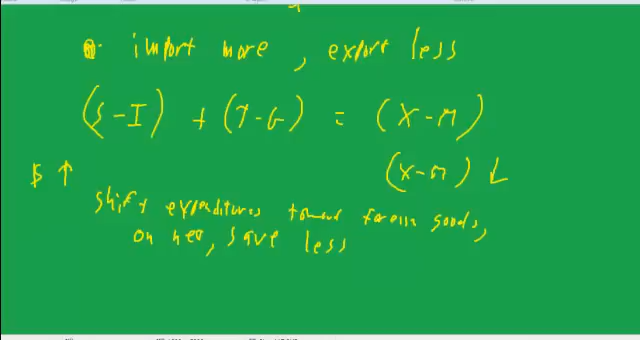 import more, export less
(S - I) + (T - G) = (X - M)
$ ↑ (X - M) ↓
Shift expenditures toward foreign goods,
on net, save less